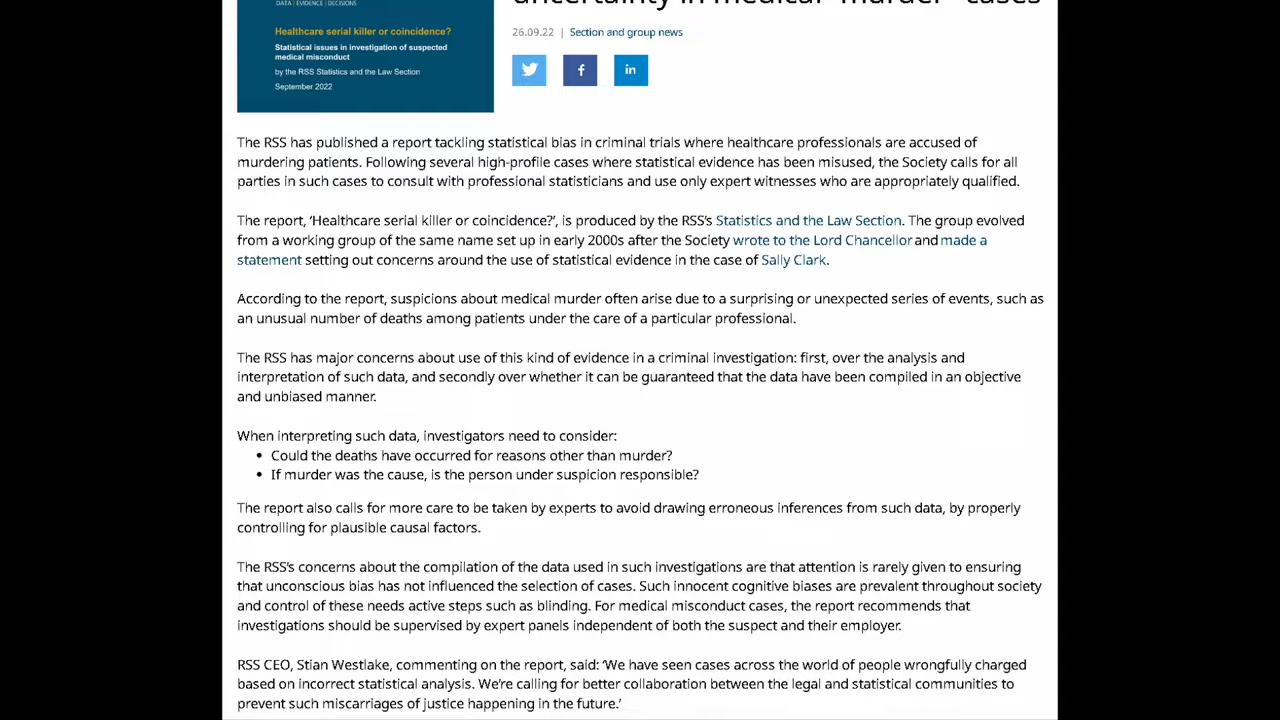 uncertainty in medical 'murder' cases
DATA | EVIDENCE | DECISIONS
Healthcare serial killer or coincidence?
Statistical issues in investigation of suspected
medical misconduct
by the RSS Statistics and the Law Section
September 2022
26.09.22 | Section and group news
The RSS has published a report tackling statistical bias in criminal trials where healthcare professionals are accused of
murdering patients. Following several high-profile cases where statistical evidence has been misused, the Society calls for all
parties in such cases to consult with professional statisticians and use only expert witnesses who are appropriately qualified.
The report, 'Healthcare serial killer or coincidence?', is produced by the RSS's Statistics and the Law Section. The group evolved
from a working group of the same name set up in early 2000s after the Society wrote to the Lord Chancellor and made a
statement setting out concerns around the use of statistical evidence in the case of Sally Clark.
According to the report, suspicions about medical murder often arise due to a surprising or unexpected series of events, such as
an unusual number of deaths among patients under the care of a particular professional.
The RSS has major concerns about use of this kind of evidence in a criminal investigation: first, over the analysis and
interpretation of such data, and secondly over whether it can be guaranteed that the data have been compiled in an objective
and unbiased manner.
When interpreting such data, investigators need to consider:
• Could the deaths have occurred for reasons other than murder?
• If murder was the cause, is the person under suspicion responsible?
The report also calls for more care to be taken by experts to avoid drawing erroneous inferences from such data, by properly
controlling for plausible causal factors.
The RSS's concerns about the compilation of the data used in such investigations are that attention is rarely given to ensuring
that unconscious bias has not influenced the selection of cases. Such innocent cognitive biases are prevalent throughout society
and control of these needs active steps such as blinding. For medical misconduct cases, the report recommends that
investigations should be supervised by expert panels independent of both the suspect and their employer.
RSS CEO, Stian Westlake, commenting on the report, said: 'We have seen cases across the world of people wrongfully charged
based on incorrect statistical analysis. We're calling for better collaboration between the legal and statistical communities to
prevent such miscarriages of justice happening in the future.'